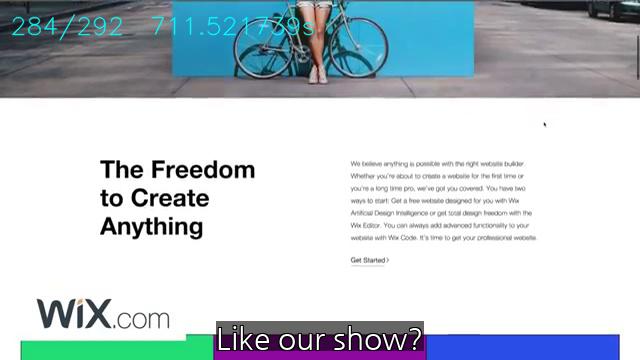 284/292 711.521739s
The Freedom
to Create
Anything
We believe anything is possible with the right website builder.
Whether you're about to create a website for the first time or
you're a long time pro, we've got you covered. You have two
ways to start: Get a free website designed for you with Wix
Artificial Design Intelligence or get total design freedom with the
Wix Editor. You can always add advanced functionality to your
website with Wix Code. It's time to get your professional website.
Get Started>
WiX.com
Like our show?